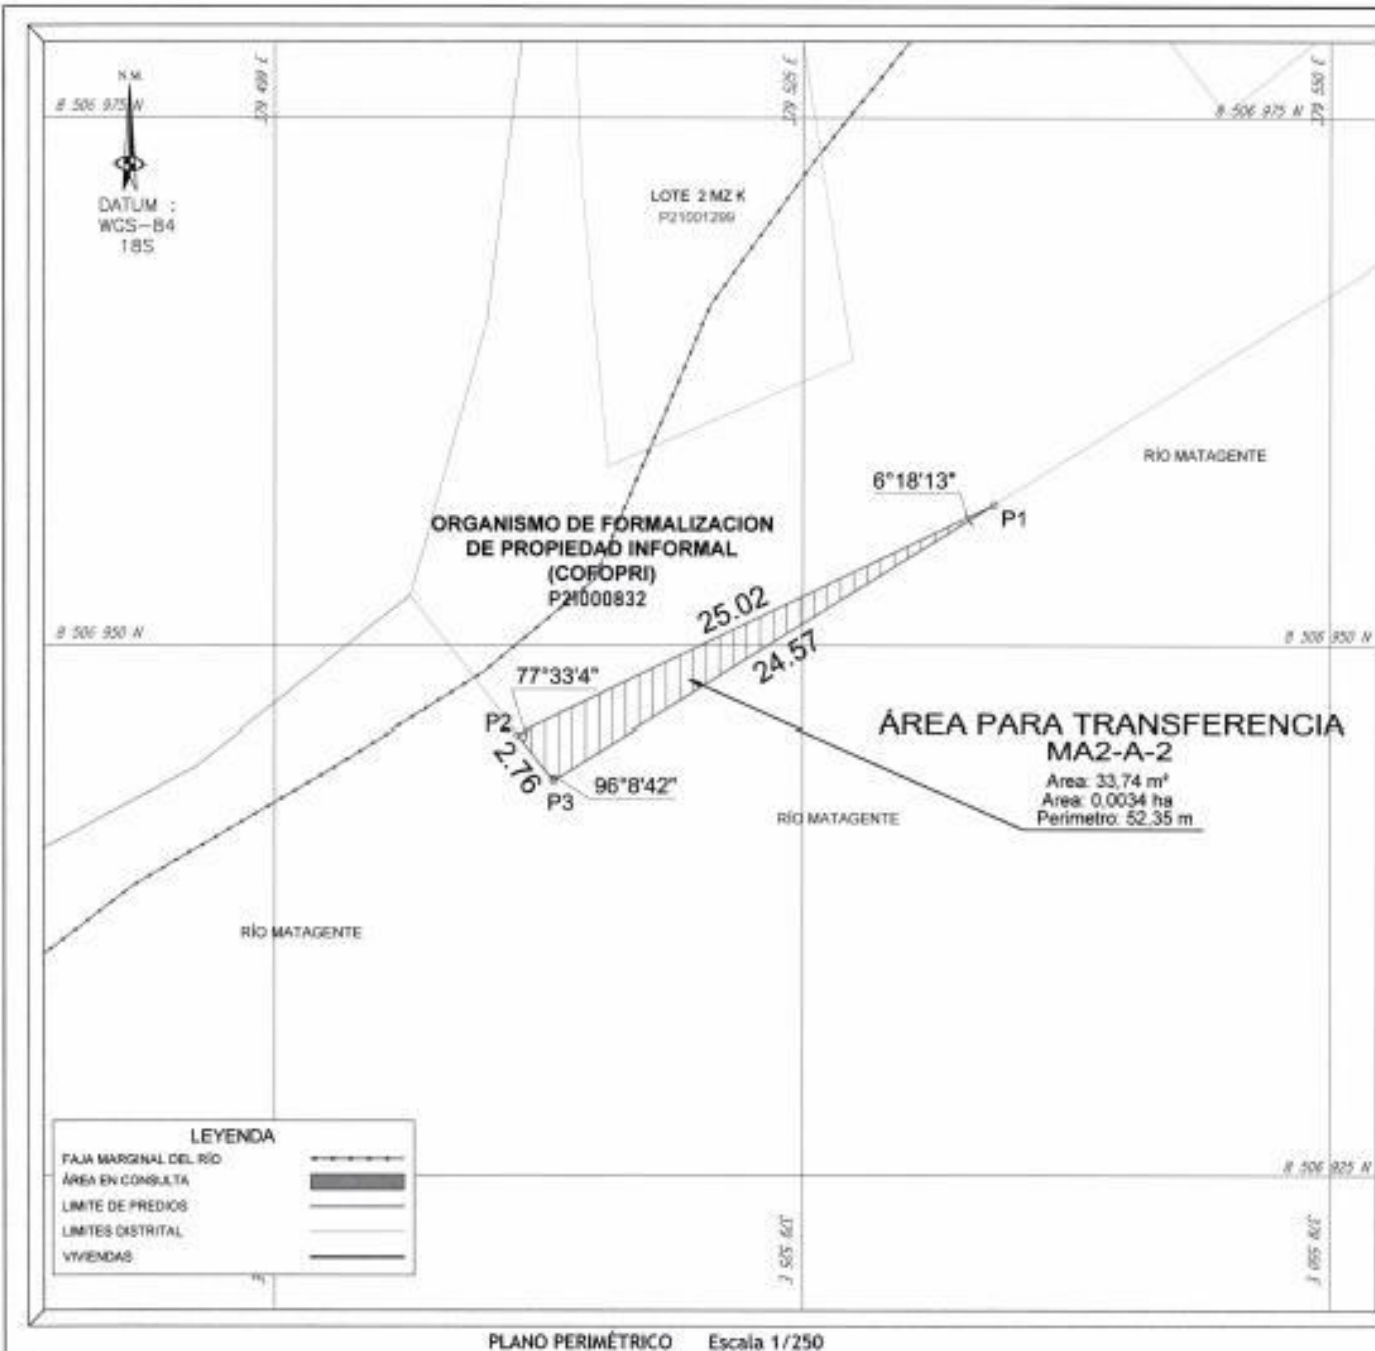 N.M.
8 506 975 N
DATUM :
WGS-84
18S
8 506 975 N
LOTE 2 MZ K
P21001299
RÍO MATAGENTE
6°18'13"
P1
ORGANISMO DE FORMALIZACION
DE PROPIEDAD INFORMAL
(COFOPRI)
P21000832
25.02
24.57
8 506 950 N
8 506 950 N
77°33'4"
P2
2.76
P3
96°8'42"
ÁREA PARA TRANSFERENCIA
MA2-A-2
Area: 33,74 m²
Area: 0,0034 ha
Perimetro: 52,35 m
RÍO MATAGENTE
RÍO MATAGENTE
LEYENDA
FAJA MARGINAL DEL RÍO
ÁREA EN CONSULTA
LIMITE DE PREDIOS
LIMITES DISTRITAL
VIVIENDAS
8 506 925 N
PLANO PERIMÉTRICO Escala 1/250